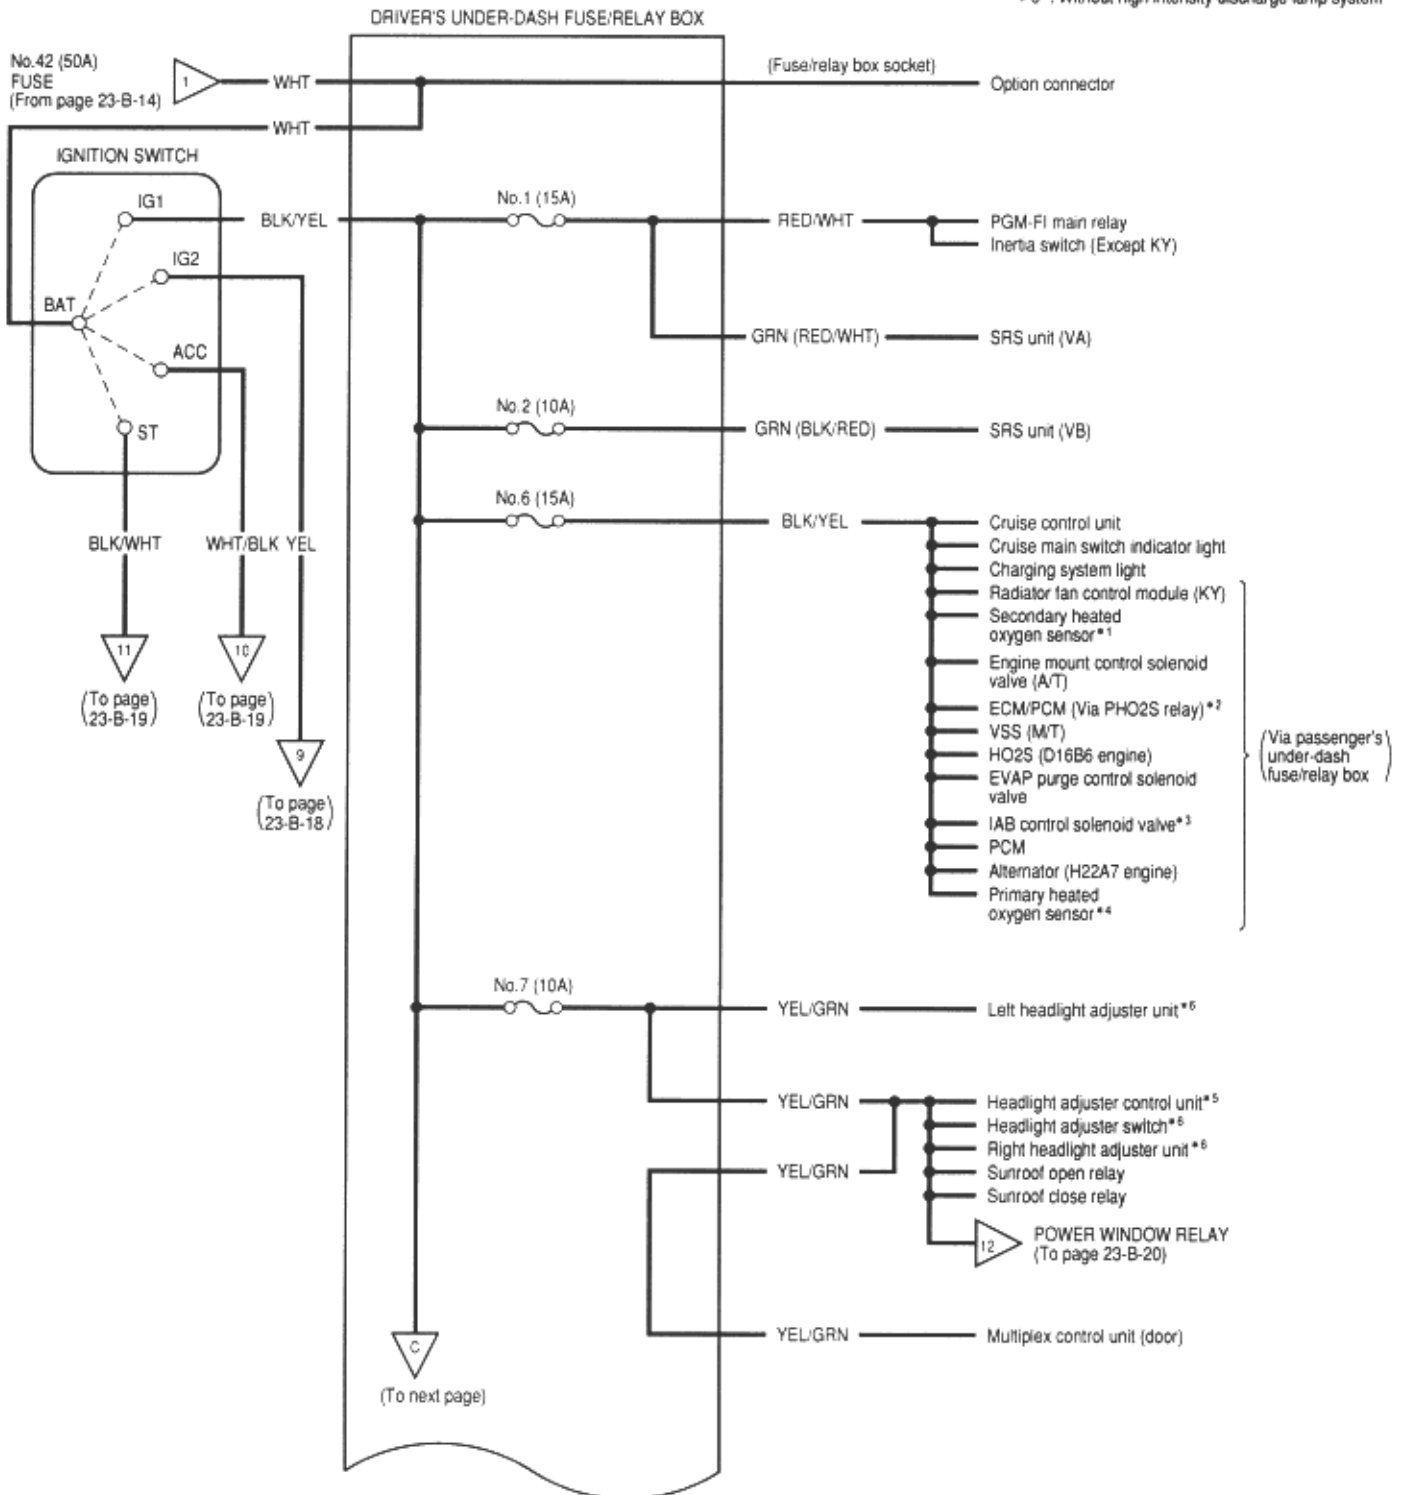 DRIVER'S UNDER-DASH FUSE/RELAY BOX
No.42 (50A)
FUSE
(From page 23-B-14)
1
WHT
(Fuse/relay box socket)
Option connector
WHT
IGNITION SWITCH
IG1
BLK/YEL
No.1 (15A)
RED/WHT
PGM-FI main relay
Inertia switch (Except KY)
IG2
BAT
GRN (RED/WHT)
SRS unit (VA)
ACC
No.2 (10A)
GRN (BLK/RED)
SRS unit (VB)
ST
No.6 (15A)
BLK/YEL
Cruise control unit
Cruise main switch indicator light
Charging system light
Radiator fan control module (KY)
Secondary heated
oxygen sensor*1
Engine mount control solenoid
valve (A/T)
ECM/PCM (Via PHO2S relay)*2
VSS (M/T)
HO2S (D16B6 engine)
EVAP purge control solenoid
valve
IAB control solenoid valve*3
PCM
Alternator (H22A7 engine)
Primary heated
oxygen sensor*4
(Via passenger's
under-dash
fuse/relay box)
BLK/WHT
WHT/BLK
YEL
11
(To page
23-B-19)
10
(To page
23-B-19)
9
(To page
23-B-18)
No.7 (10A)
YEL/GRN
Left headlight adjuster unit*6
YEL/GRN
Headlight adjuster control unit*5
Headlight adjuster switch*6
Right headlight adjuster unit*6
YEL/GRN
Sunroof open relay
Sunroof close relay
12
POWER WINDOW RELAY
(To page 23-B-20)
YEL/GRN
Multiplex control unit (door)
C
(To next page)